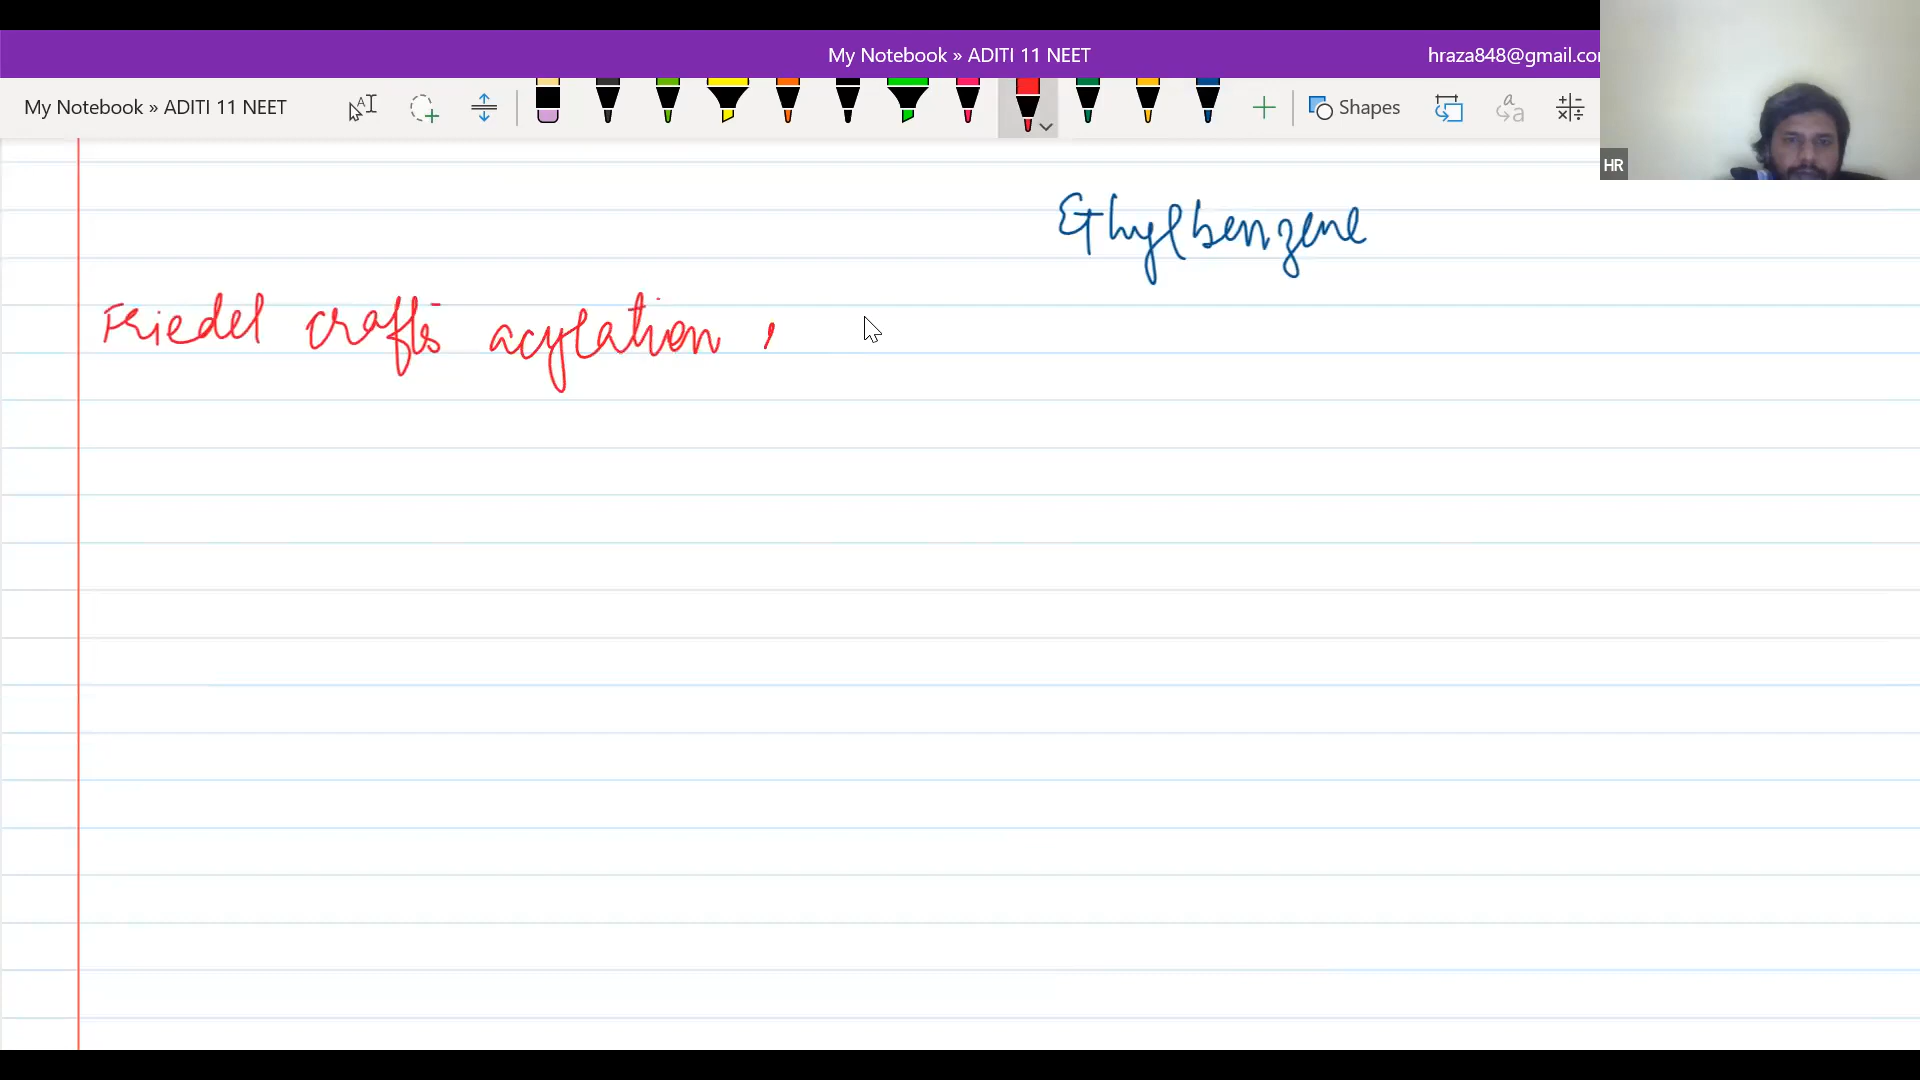 My Notebook » ADITI 11 NEET
hraza848@gmail.co
My Notebook » ADITI 11 NEET
Shapes
HR
Ethylbenzene
Friedel crafts acylation ,